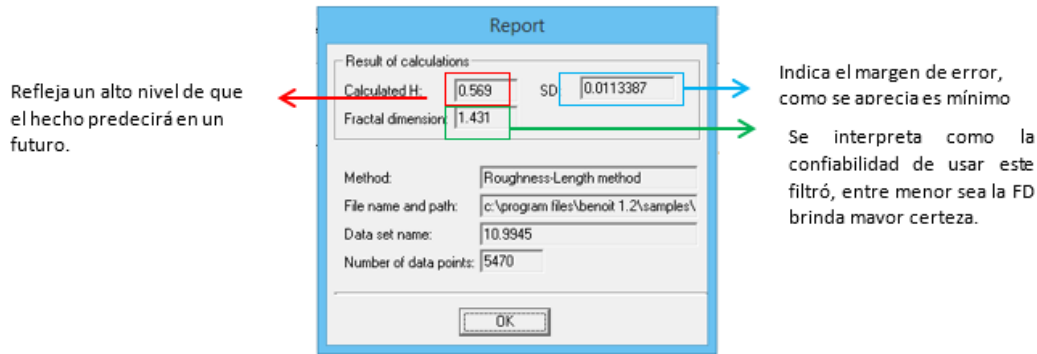 Report
Result of calculations
Calculated H: 0.569 SD: 0.0113387
Fractal dimension: 1.431
Method: Roughness-Length method
File name and path: c:\program files\benoit 1.2\samples\
Data set name: 10.9945
Number of data points: 5470
OK
Refleja un alto nivel de que
el hecho predecirá en un
futuro.
Indica el margen de error,
como se aprecia es mínimo
Se interpreta como la
confiabilidad de usar este
filtró, entre menor sea la FD
brinda mayor certeza.